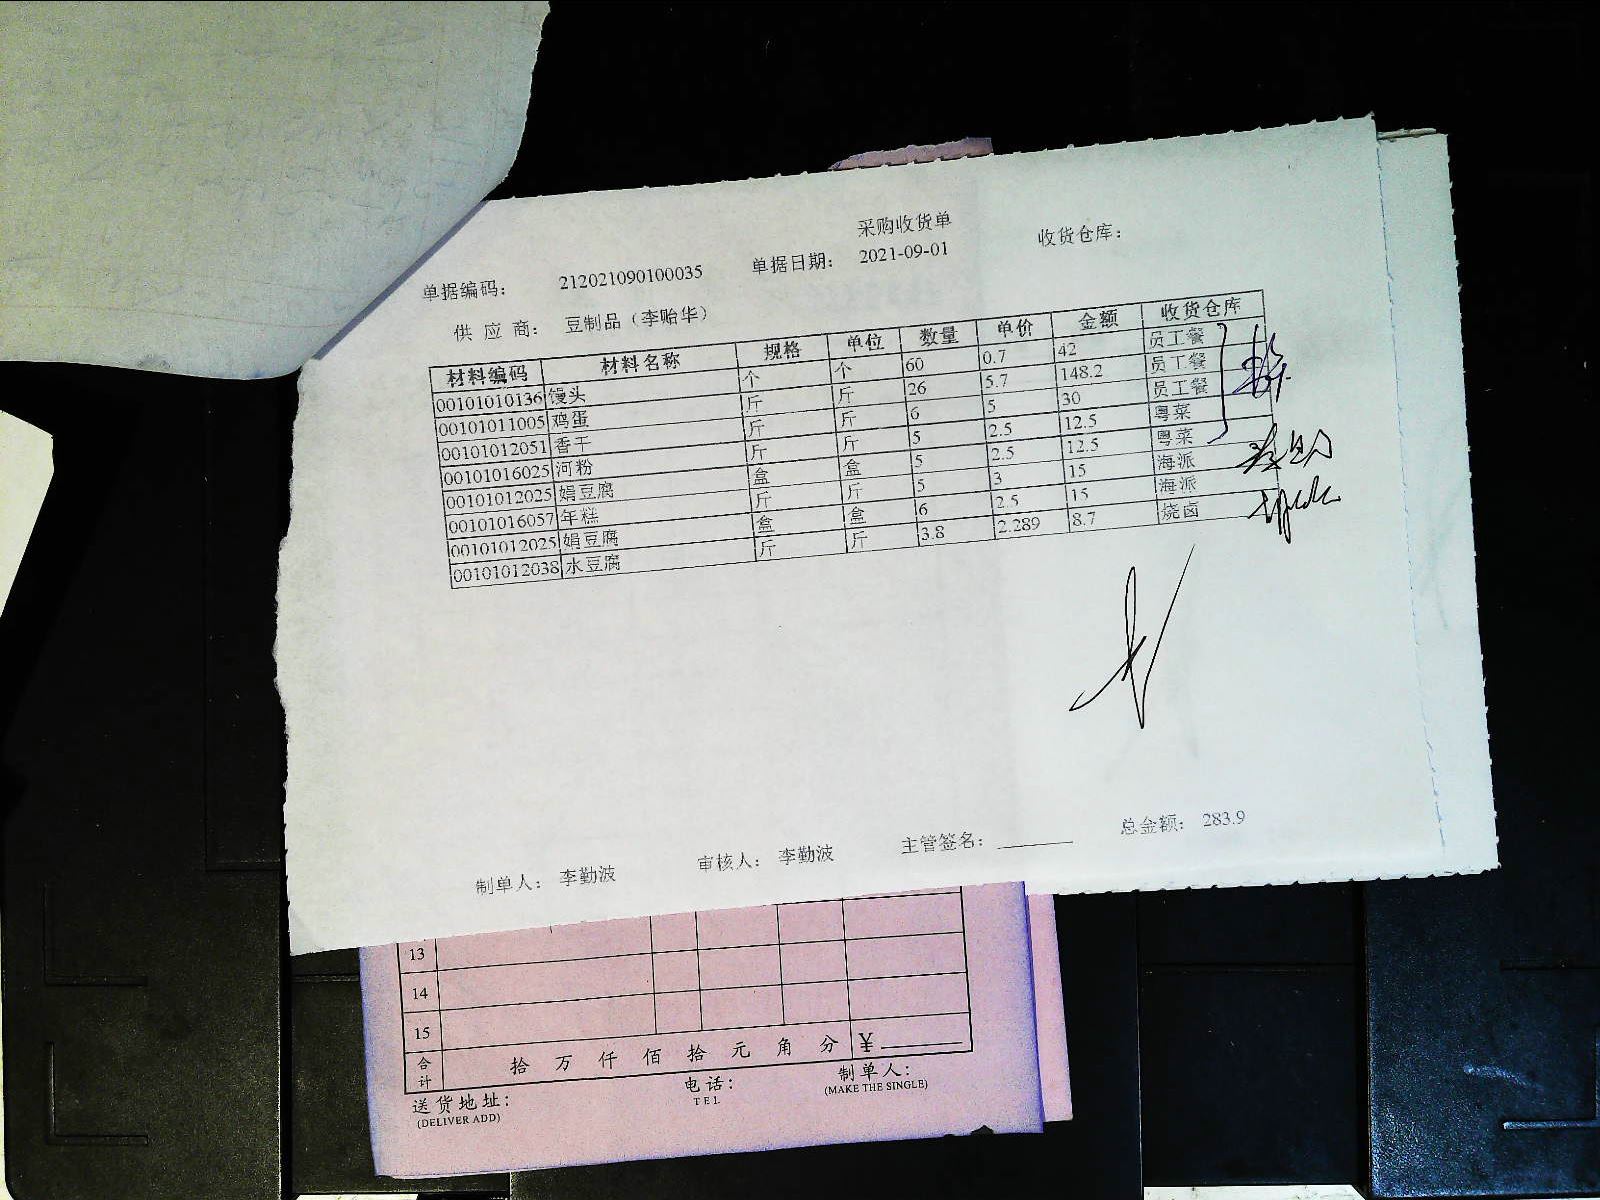 采购收货单
单据编码： 212021090100035 单据日期： 2021-09-01 收货仓库：
供 应 商： 豆制品（李贻华）
材料编码 材料名称 规格 单位 数量 单价 金额 收货仓库
00101010136 馒头 个 个 60 0.7 42 员工餐
00101011005 鸡蛋 斤 斤 26 5.7 148.2 员工餐
00101012051 香干 斤 斤 6 5 30 员工餐
00101016025 河粉 斤 斤 5 2.5 12.5 粤菜
00101012025 娟豆腐 盒 盒 5 2.5 12.5 粤菜
00101016057 年糕 斤 斤 5 3 15 海派
00101012025 娟豆腐 盒 盒 6 2.5 15 海派
00101012038 水豆腐 斤 斤 3.8 2.289 8.7 烧卤
总金额： 283.9
制单人： 李勤波 审核人： 李勤波 主管签名：
13
14
15
合计 拾 万 仟 佰 拾 元 角 分 ¥
送货地址： 电话： 制单人：
(DELIVER ADD) TEL (MAKE THE SINGLE)